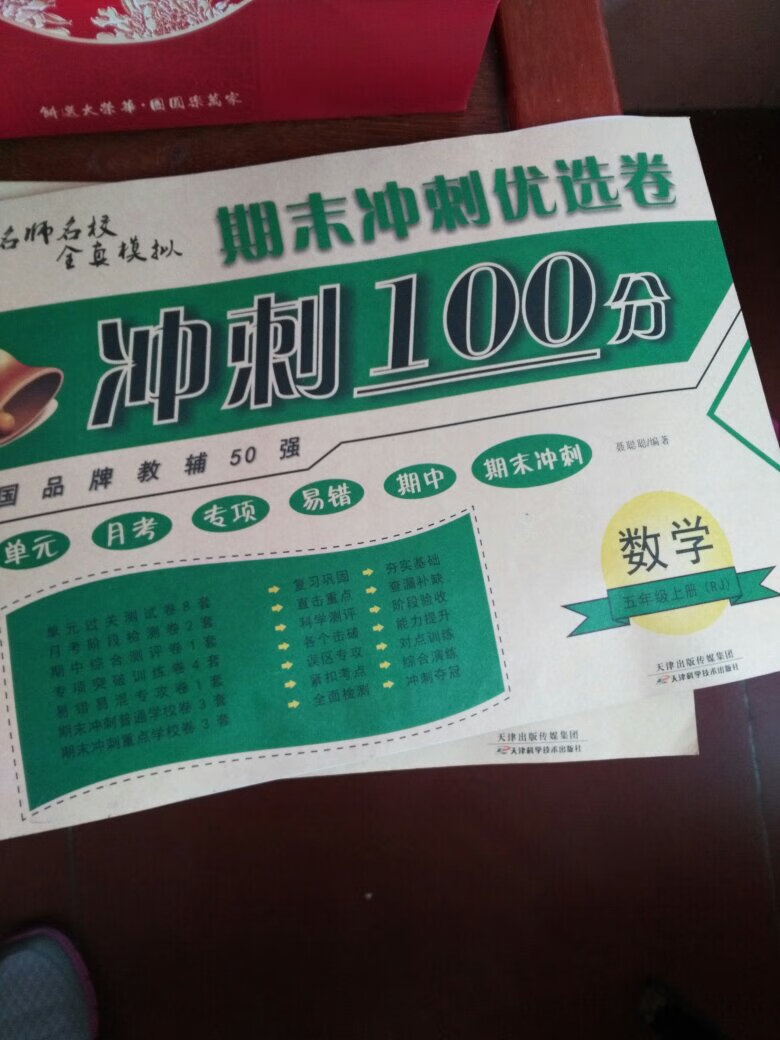 名师名校
全真模拟
期末冲刺优选卷
冲刺100分
国品牌教辅50强
聂聪聪/编著
单元 月考 专项 易错 期中 期末冲刺
单元过关测试卷8套 复习巩固 夯实基础
月考阶段检测卷2套 直击重点 查漏补缺
期中综合测评卷1套 科学测评 阶段验收
专项突破训练卷4套 各个击破 能力提升
易错易混专攻卷1套 误区专攻 对点训练
期末冲刺普通学校卷3套 紧扣考点 综合演练
期末冲刺重点学校卷3套 全面检测 冲刺夺冠
数学
五年级上册(RJ)
天津出版传媒集团
天津科学技术出版社
天津出版传媒集团
天津科学技术出版社